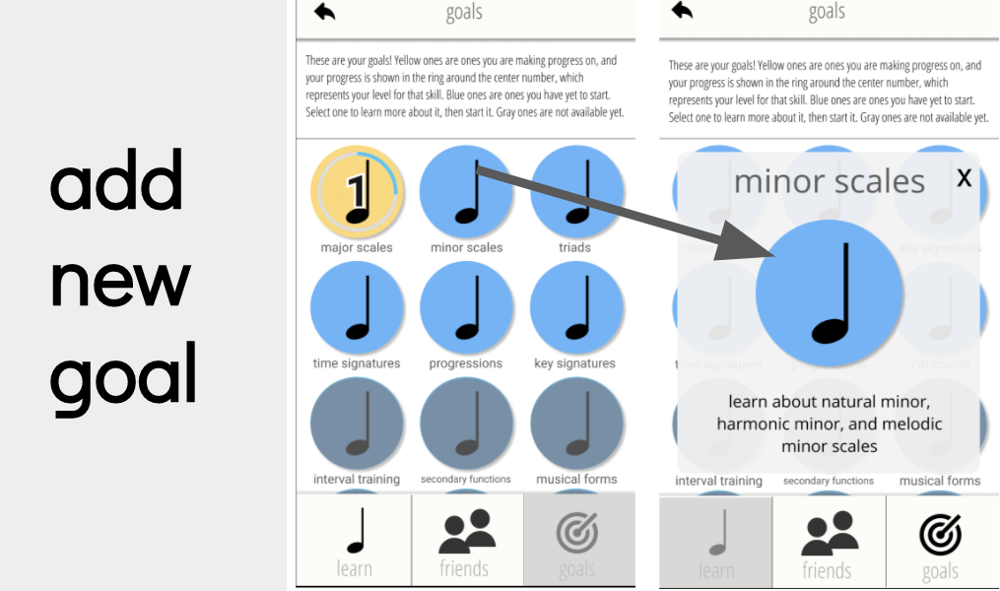 add
new
goal
goals
These are your goals! Yellow ones are ones you are making progress on, and
your progress is shown in the ring around the center number, which
represents your level for that skill. Blue ones are ones you have yet to start.
Select one to learn more about it, then start it. Gray ones are not available yet.
1
major scales
minor scales
triads
time signatures
progressions
key signatures
interval training
secondary functions
musical forms
learn
friends
goals
goals
These are your goals! Yellow ones are ones you are making progress on, and
your progress is shown in the ring around the center number, which
represents your level for that skill. Blue ones are ones you have yet to start.
Select one to learn more about it, then start it. Gray ones are not available yet.
minor scales
X
key signatures
time signatures
7th chords
learn about natural minor,
harmonic minor, and melodic
minor scales
interval training
secondary functions
musical forms
learn
friends
goals